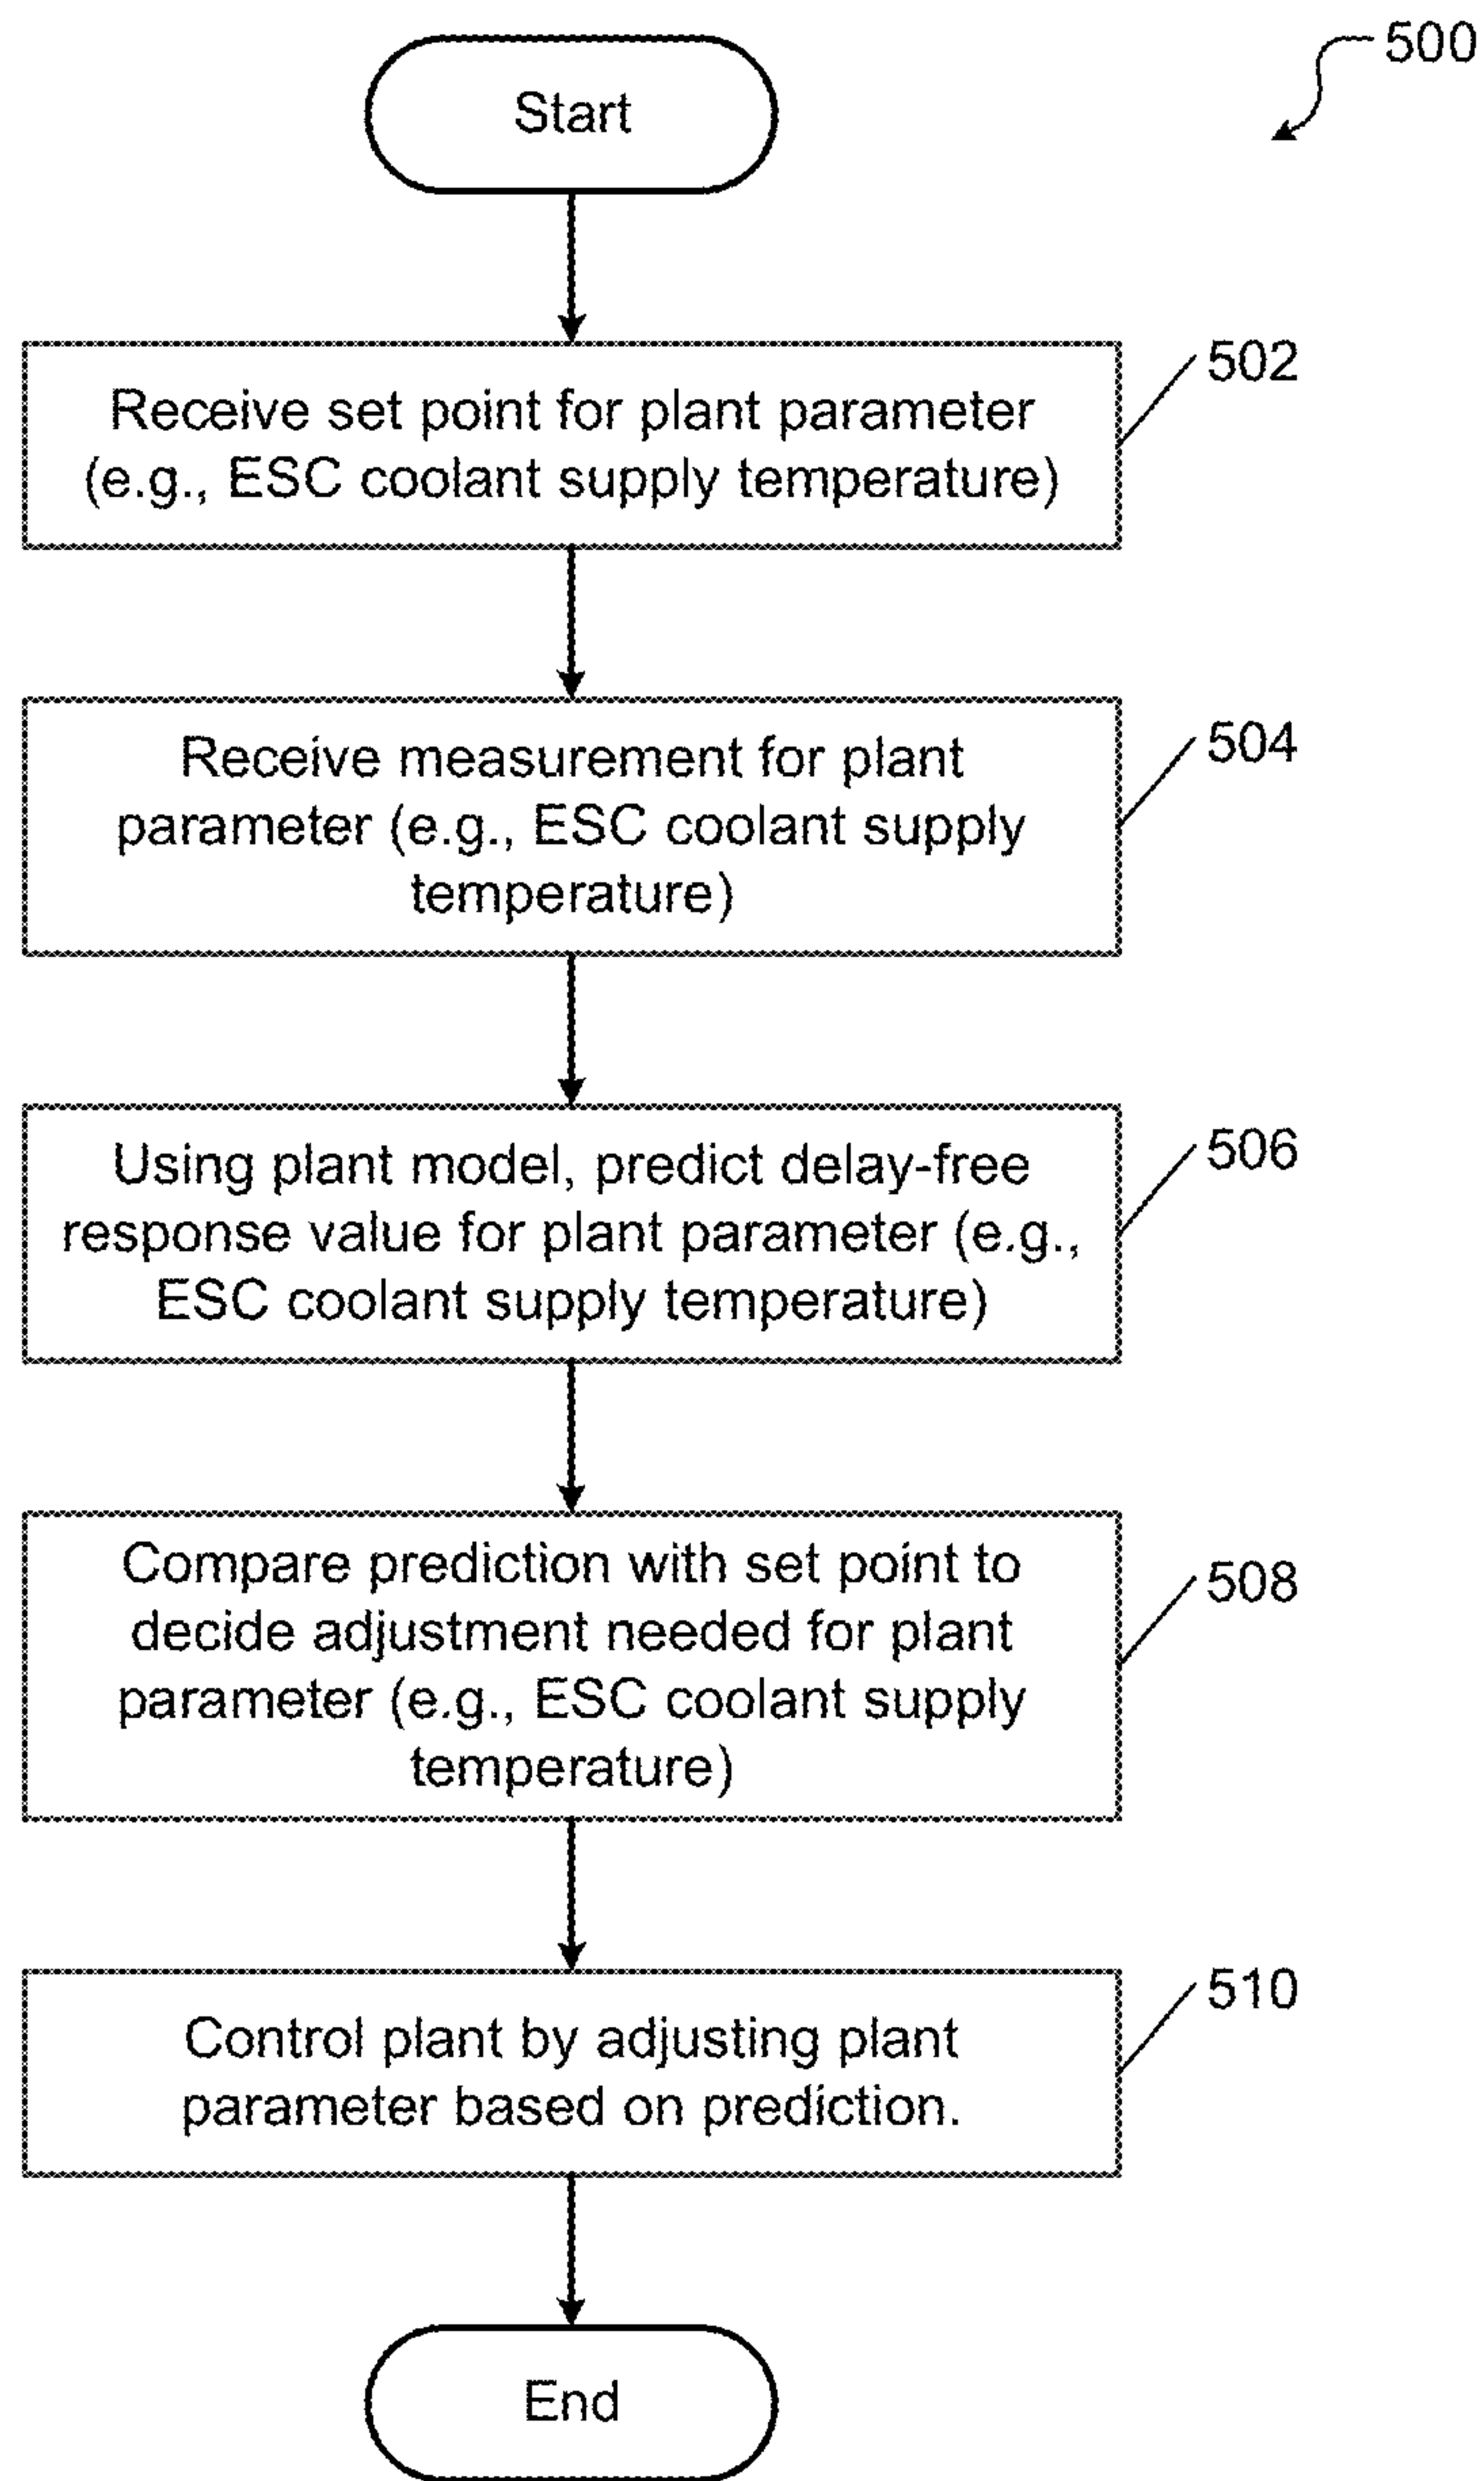 500
Start
502
Receive set point for plant parameter
(e.g., ESC coolant supply temperature)
504
Receive measurement for plant
parameter (e.g., ESC coolant supply
temperature)
506
Using plant model, predict delay-free
response value for plant parameter (e.g.,
ESC coolant supply temperature)
508
Compare prediction with set point to
decide adjustment needed for plant
parameter (e.g., ESC coolant supply
temperature)
510
Control plant by adjusting plant
parameter based on prediction.
End